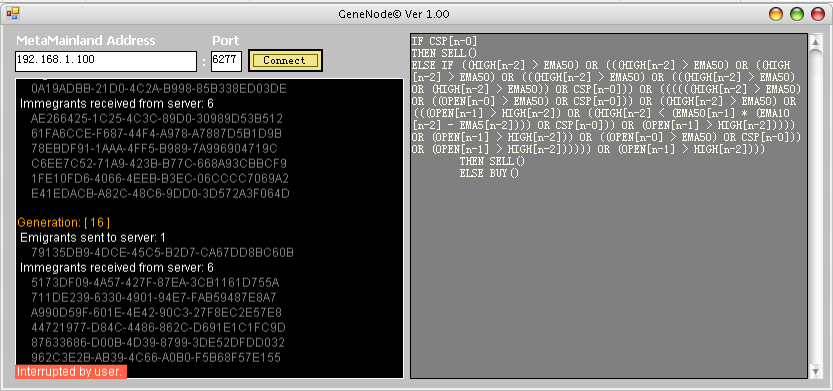 GeneNode© Ver 1.00
MetaMainland Address
Port
192.168.1.100
:
6277
Connect
0A19ADBB-21D0-4C2A-B998-85B338ED03DE
Immegrants received from server: 6
AE266425-1C25-4C3C-89D0-30989D53B512
61FA6CCE-F687-44F4-A978-A7887D5B1D9B
78EBDF91-1AAA-4FF5-B989-7A996904719C
C6EE7C52-71A9-423B-B77C-668A93CBBCF9
1FE10FD6-4066-4EEB-B3EC-06CCCC7069A2
E41EDACB-A82C-48C6-9DD0-3D572A3F064D
Generation: [ 16 ]
Emigrants sent to server: 1
79135DB9-4DCE-45C5-B2D7-CA67DD8BC60B
Immegrants received from server: 6
5173DF09-4A57-427F-87EA-3CB1161D755A
711DE239-6330-4901-94E7-FAB59487E8A7
A990D59F-601E-4E42-90C3-27F8EC2E57E8
44721977-D84C-4486-862C-D691E1C1FC9D
87633686-D00B-4D39-8799-3DE52DFDD032
962C3E2B-AB39-4C66-A0B0-F5B68F57E155
Interrupted by user.
IF CSP[n-0]
THEN SELL()
ELSE IF ((HIGH[n-2] > EMA50) OR (((HIGH[n-2] > EMA50) OR ((HIGH
[n-2] > EMA50) OR (((HIGH[n-2] > EMA50) OR (((HIGH[n-2] > EMA50)
OR (HIGH[n-2] > EMA50)) OR CSP[n-0]))) OR ((((((HIGH[n-2] > EMA50)
OR ((OPEN[n-0] > EMA50) OR CSP[n-0])) OR ((HIGH[n-2] > EMA50) OR
(((OPEN[n-1] > HIGH[n-2]) OR ((HIGH[n-2] < (EMA50[n-1] * (EMA10
[n-2] - EMA5[n-2]))) OR CSP[n-0])) OR (OPEN[n-1] > HIGH[n-2]))))
OR (OPEN[n-1] > HIGH[n-2])) OR ((OPEN[n-0] > EMA50) OR CSP[n-0]))
OR (OPEN[n-1] > HIGH[n-2]))))) OR (OPEN[n-1] > HIGH[n-2])))
THEN SELL()
ELSE BUY()